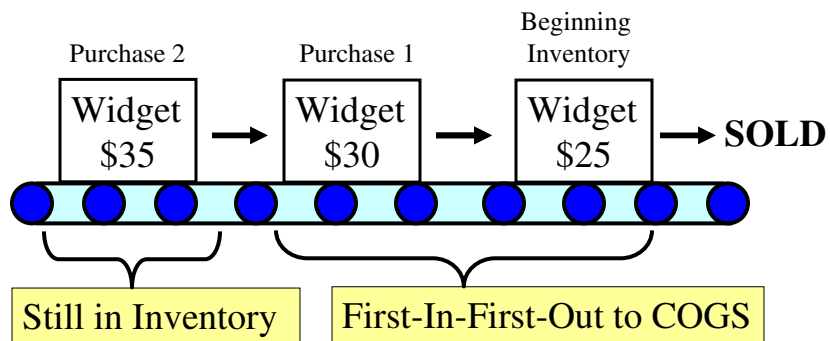 Purchase 2
Purchase 1
Beginning
Inventory
Widget
$35
Widget
$30
Widget
$25
SOLD
Still in Inventory
First-In-First-Out to COGS